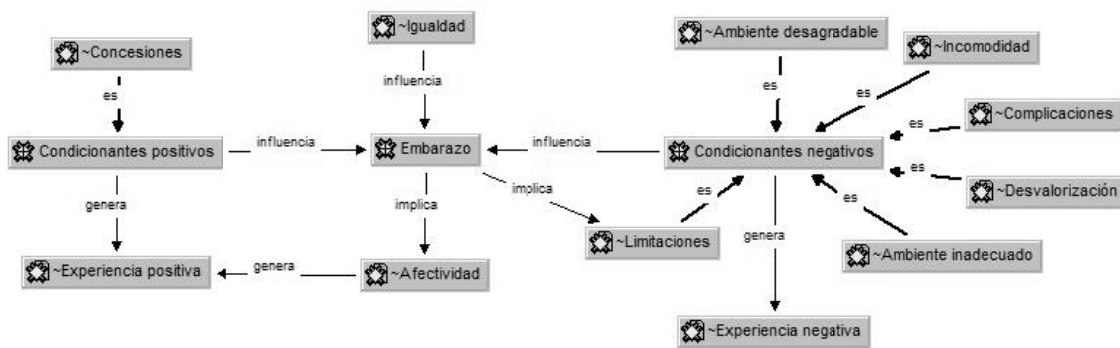 ~Concesiones
~Igualdad
~Ambiente desagradable
~Incomodidad
es
influencia
es
es
~Complicaciones
es
Condicionantes positivos
influencia
Embarazo
influencia
Condicionantes negativos
es
~Desvalorización
genera
implica
implica
es
genera
es
~Limitaciones
~Ambiente inadecuado
~Experiencia positiva
genera
~Afectividad
~Experiencia negativa